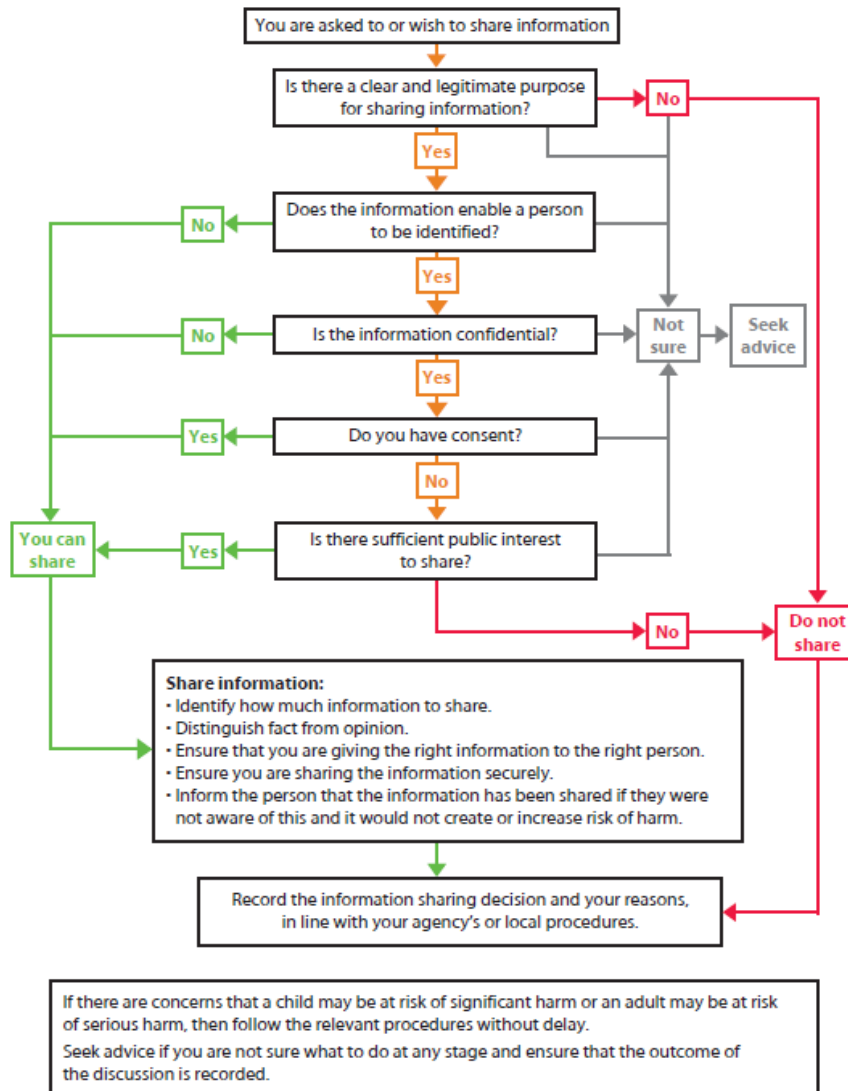 You are asked to or wish to share information
Is there a clear and legitimate purpose
for sharing information?
No
Yes
Does the information enable a person
to be identified?
No
Yes
Is the information confidential?
No
Not
sure
Seek
advice
Yes
Do you have consent?
Yes
No
Is there sufficient public interest
to share?
Yes
You can
share
No
Do not
share
Share information:
• Identify how much information to share.
• Distinguish fact from opinion.
• Ensure that you are giving the right information to the right person.
• Ensure you are sharing the information securely.
• Inform the person that the information has been shared if they were
not aware of this and it would not create or increase risk of harm.
Record the information sharing decision and your reasons,
in line with your agency's or local procedures.
If there are concerns that a child may be at risk of significant harm or an adult may be at risk
of serious harm, then follow the relevant procedures without delay.
Seek advice if you are not sure what to do at any stage and ensure that the outcome of
the discussion is recorded.